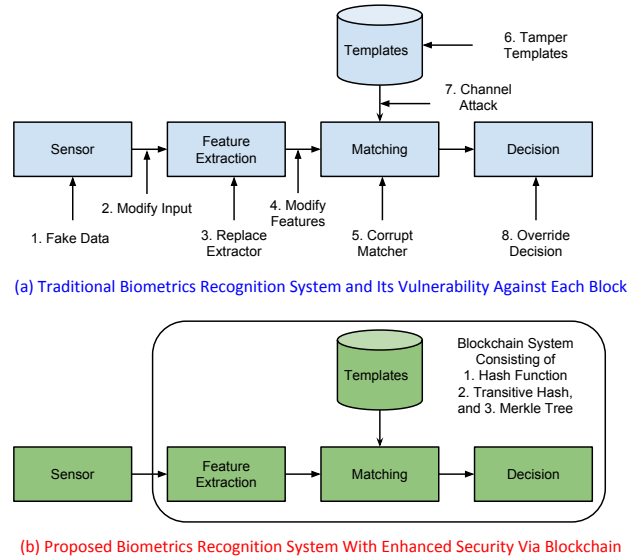 Templates
6. Tamper
Templates
7. Channel
Attack
Sensor
Feature
Extraction
Matching
Decision
1. Fake Data
2. Modify Input
3. Replace
Extractor
4. Modify
Features
5. Corrupt
Matcher
8. Override
Decision
(a) Traditional Biometrics Recognition System and Its Vulnerability Against Each Block
Templates
Blockchain System
Consisting of
1. Hash Function
2. Transitive Hash,
and 3. Merkle Tree
Sensor
Feature
Extraction
Matching
Decision
(b) Proposed Biometrics Recognition System With Enhanced Security Via Blockchain